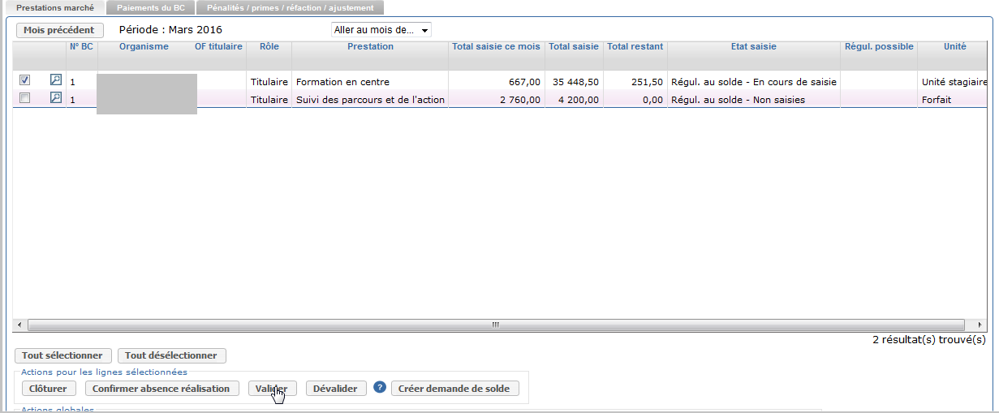 Prestations marché Paiements du BC Pénalités / primes / réfaction / ajustement
Mois précédent Période : Mars 2016 Aller au mois de...
N° BC Organisme OF titulaire Rôle Prestation Total saisie ce mois Total saisie Total restant Etat saisie Régul. possible Unité
1 Titulaire Formation en centre 667,00 35 448,50 251,50 Régul. au solde - En cours de saisie Unité stagiaire
1 Titulaire Suivi des parcours et de l'action 2 760,00 4 200,00 0,00 Régul. au solde - Non saisies Forfait
2 résultat(s) trouvé(s)
Tout sélectionner Tout désélectionner
Actions pour les lignes sélectionnées
Clôturer Confirmer absence réalisation Valider Dévalider ? Créer demande de solde
Actions globales